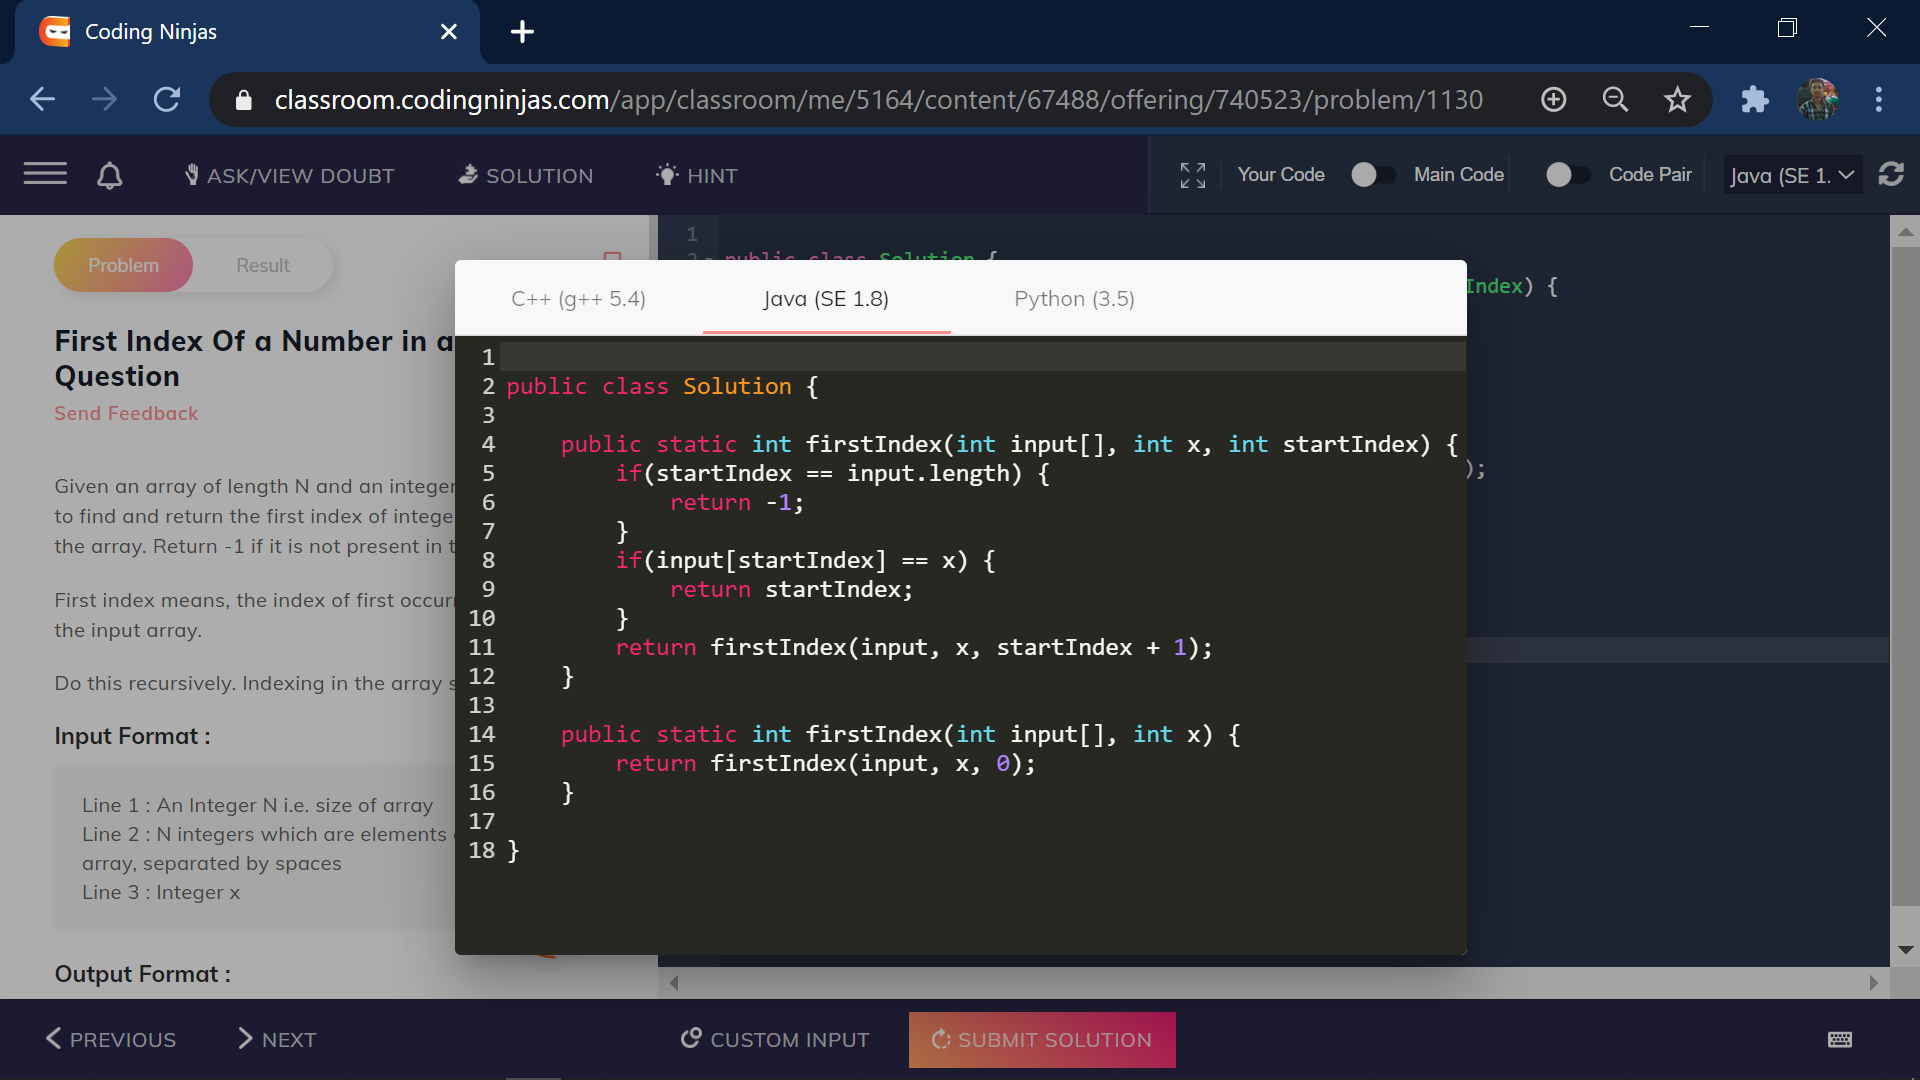 Coding Ninjas
classroom.codingninjas.com/app/classroom/me/5164/content/67488/offering/740523/problem/1130
ASK/VIEW DOUBT
SOLUTION
HINT
Your Code
Main Code
Code Pair
Java (SE 1.
Problem
Result
First Index Of a Number in a
Question
Send Feedback
Given an array of length N and an integer
to find and return the first index of intege
the array. Return -1 if it is not present in t
First index means, the index of first occur
the input array.
Do this recursively. Indexing in the array s
Input Format :
Line 1 : An Integer N i.e. size of array
Line 2 : N integers which are elements
array, separated by spaces
Line 3 : Integer x
Output Format :
1
2 public class Solution {
Index) {
);
C++ (g++ 5.4)
Java (SE 1.8)
Python (3.5)
1
2 public class Solution {
3
4 public static int firstIndex(int input[], int x, int startIndex) {
5 if(startIndex == input.length) {
6 return -1;
7 }
8 if(input[startIndex] == x) {
9 return startIndex;
10 }
11 return firstIndex(input, x, startIndex + 1);
12 }
13
14 public static int firstIndex(int input[], int x) {
15 return firstIndex(input, x, 0);
16 }
17
18 }
PREVIOUS
NEXT
CUSTOM INPUT
SUBMIT SOLUTION